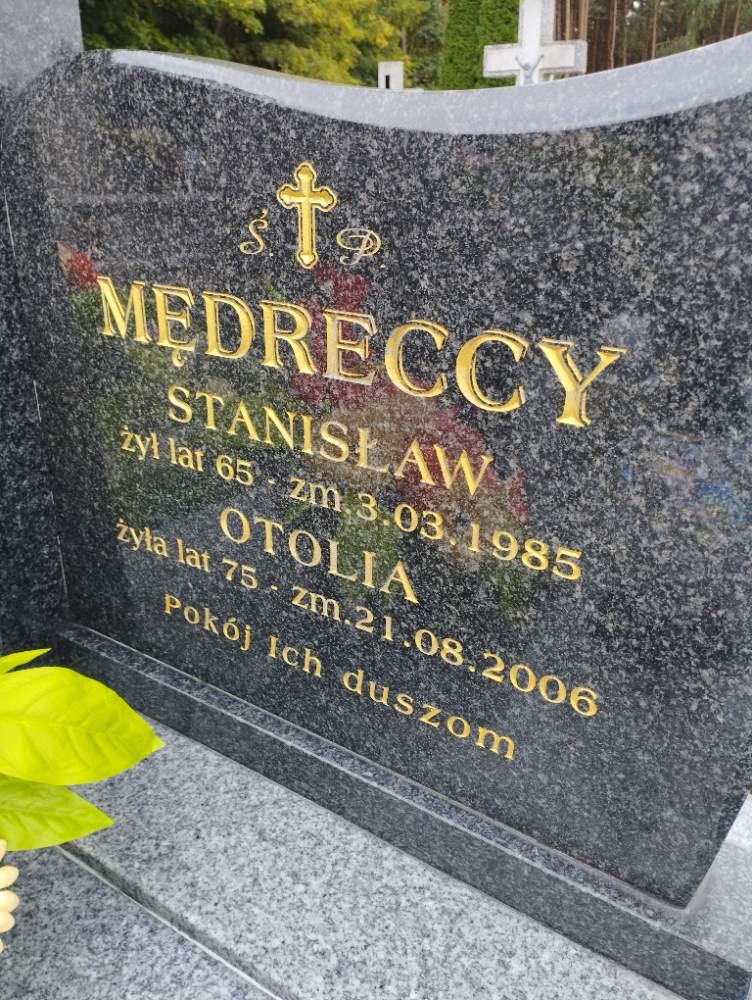 Ś. P.
MĘDRECCY
STANISŁAW
żył lat 65 · zm. 3.03.1985
OTOLIA
żyła lat 75 · zm. 21.08.2006
Pokój Ich duszom